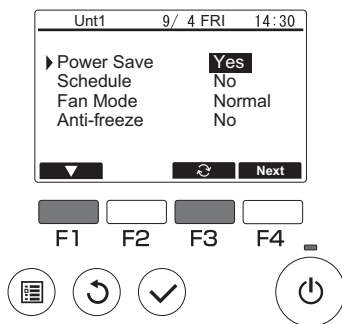 Unt1 9/ 4 FRI 14:30
Power Save Yes
Schedule No
Fan Mode Normal
Anti-freeze No
Next
F1 F2 F3 F4